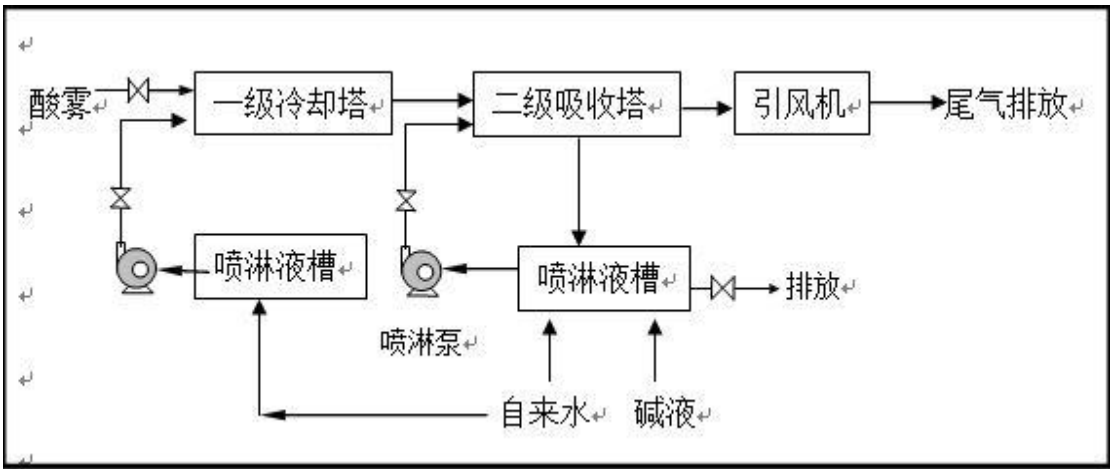 酸雾
一级冷却塔
二级吸收塔
引风机
尾气排放
喷淋液槽
喷淋液槽
排放
喷淋泵
自来水
碱液